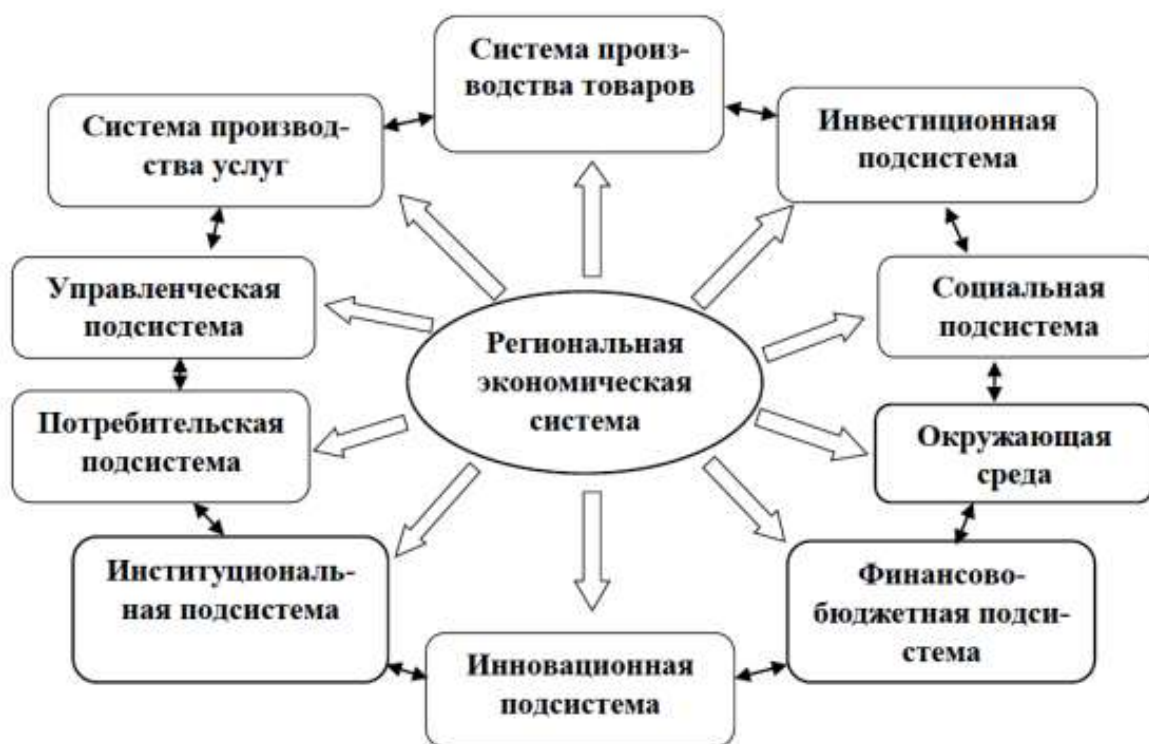 Система произ-
водства товаров
Система производ-
ства услуг
Инвестиционная
подсистема
Управленческая
подсистема
Социальная
подсистема
Региональная
экономическая
система
Потребительская
подсистема
Окружающая
среда
Институциональ-
ная подсистема
Финансово-
бюджетная подси-
стема
Инновационная
подсистема